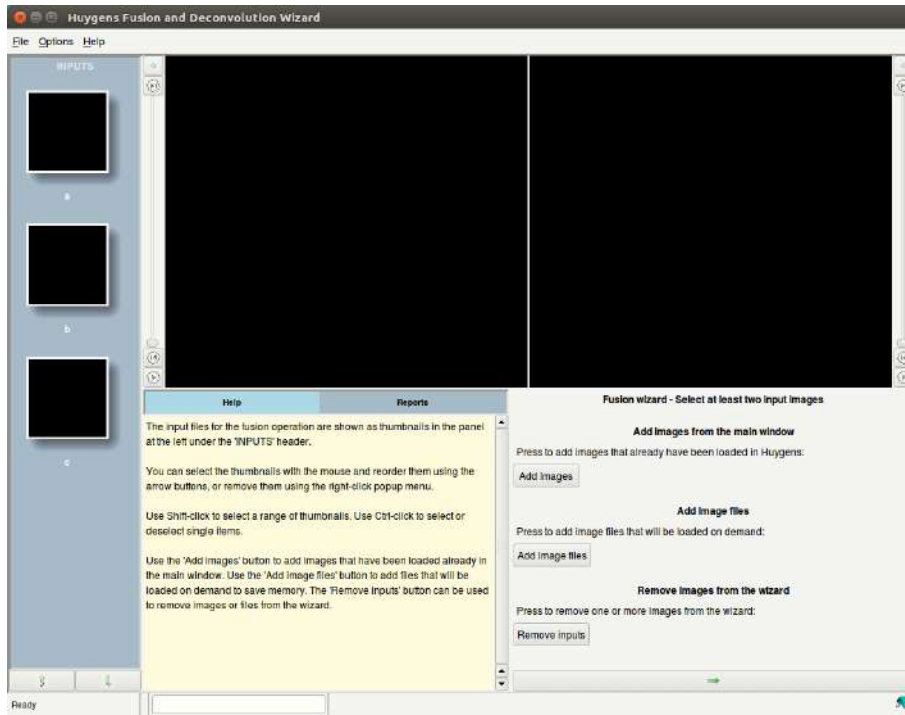 Huygens Fusion and Deconvolution Wizard
File Options Help
INPUTS
a
b
c
Help
Reports
The input files for the fusion operation are shown as thumbnails in the panel
at the left under the 'INPUTS' header.
You can select the thumbnails with the mouse and reorder them using the
arrow buttons, or remove them using the right-click popup menu.
Use Shift-click to select a range of thumbnails. Use Ctrl-click to select or
deselect single items.
Use the 'Add images' button to add images that have been loaded already in
the main window. Use the 'Add image files' button to add files that will be
loaded on demand to save memory. The 'Remove inputs' button can be used
to remove images or files from the wizard.
Fusion wizard - Select at least two input images
Add images from the main window
Press to add images that already have been loaded in Huygens:
Add images
Add image files
Press to add image files that will be loaded on demand:
Add image files
Remove images from the wizard
Press to remove one or more images from the wizard:
Remove inputs
Ready